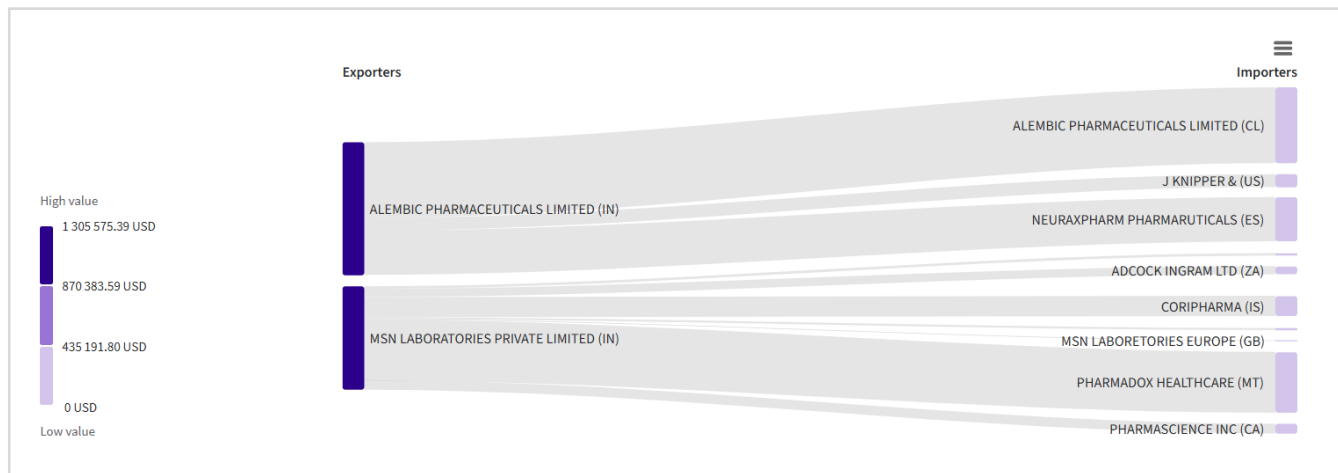 Exporters
Importers
ALEMBIC PHARMACEUTICALS LIMITED (CL)
J KNIPPER & (US)
High value
ALEMBIC PHARMACEUTICALS LIMITED (IN)
NEURAXPHARM PHARMARUTICALS (ES)
1 305 575.39 USD
ADCOCK INGRAM LTD (ZA)
870 383.59 USD
CORIPHARMA (IS)
MSN LABORATORIES PRIVATE LIMITED (IN)
MSN LABORETORIES EUROPE (GB)
435 191.80 USD
PHARMADOX HEALTHCARE (MT)
0 USD
Low value
PHARMASCIENCE INC (CA)